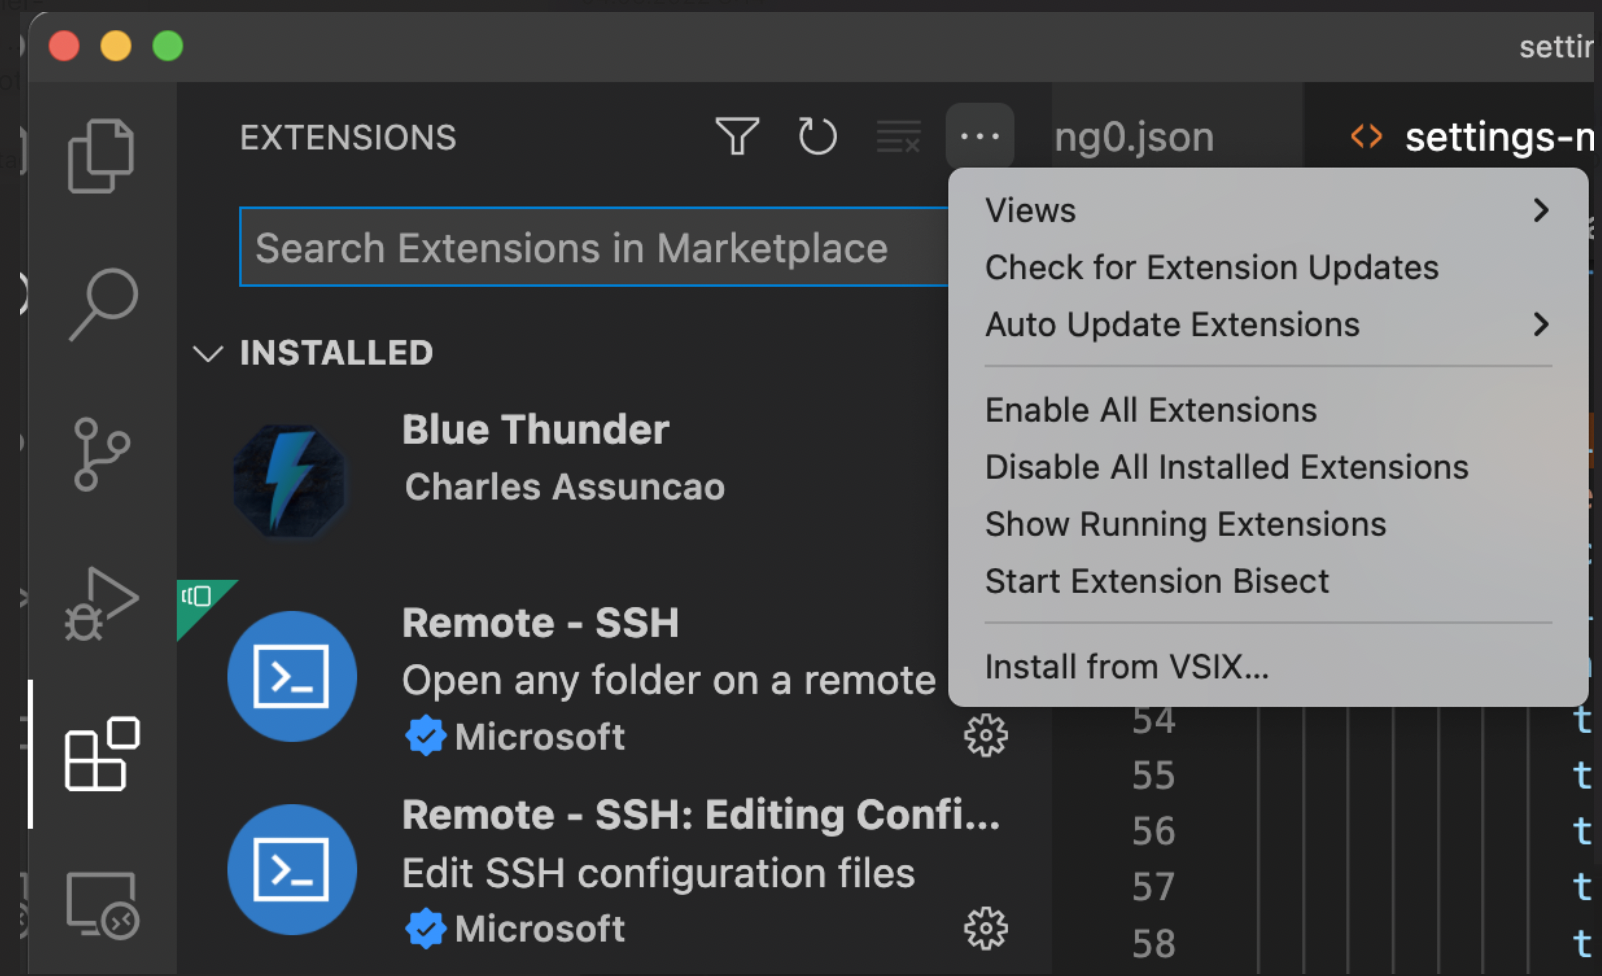 settin
EXTENSIONS
ng0.json
settings-n
Search Extensions in Marketplace
Views
Check for Extension Updates
Auto Update Extensions
Enable All Extensions
Disable All Installed Extensions
Show Running Extensions
Start Extension Bisect
Install from VSIX...
INSTALLED
Blue Thunder
Charles Assuncao
Remote - SSH
Open any folder on a remote
Microsoft
Remote - SSH: Editing Confi...
Edit SSH configuration files
Microsoft
54
t
55
t
56
t
57
t
58
t